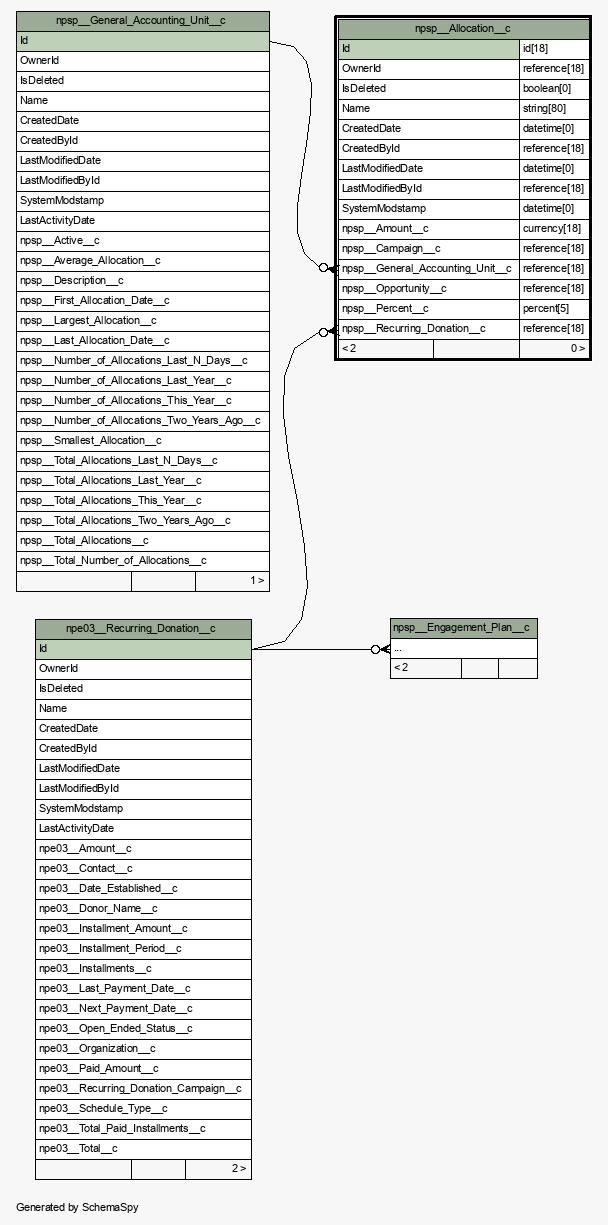 npsp__General_Accounting_Unit__c
Id
OwnerId
IsDeleted
Name
CreatedDate
CreatedById
LastModifiedDate
LastModifiedById
SystemModstamp
LastActivityDate
npsp__Active__c
npsp__Average_Allocation__c
npsp__Description__c
npsp__First_Allocation_Date__c
npsp__Largest_Allocation__c
npsp__Last_Allocation_Date__c
npsp__Number_of_Allocations_Last_N_Days__c
npsp__Number_of_Allocations_Last_Year__c
npsp__Number_of_Allocations_This_Year__c
npsp__Number_of_Allocations_Two_Years_Ago__c
npsp__Smallest_Allocation__c
npsp__Total_Allocations_Last_N_Days__c
npsp__Total_Allocations_Last_Year__c
npsp__Total_Allocations_This_Year__c
npsp__Total_Allocations_Two_Years_Ago__c
npsp__Total_Allocations__c
npsp__Total_Number_of_Allocations__c
1 >
npsp__Allocation__c
Id id[18]
OwnerId reference[18]
IsDeleted boolean[0]
Name string[80]
CreatedDate datetime[0]
CreatedById reference[18]
LastModifiedDate datetime[0]
LastModifiedById reference[18]
SystemModstamp datetime[0]
npsp__Amount__c currency[18]
npsp__Campaign__c reference[18]
npsp__General_Accounting_Unit__c reference[18]
npsp__Opportunity__c reference[18]
npsp__Percent__c percent[5]
npsp__Recurring_Donation__c reference[18]
< 2 0 >
npe03__Recurring_Donation__c
Id
OwnerId
IsDeleted
Name
CreatedDate
CreatedById
LastModifiedDate
LastModifiedById
SystemModstamp
LastActivityDate
npe03__Amount__c
npe03__Contact__c
npe03__Date_Established__c
npe03__Donor_Name__c
npe03__Installment_Amount__c
npe03__Installment_Period__c
npe03__Installments__c
npe03__Last_Payment_Date__c
npe03__Next_Payment_Date__c
npe03__Open_Ended_Status__c
npe03__Organization__c
npe03__Paid_Amount__c
npe03__Recurring_Donation_Campaign__c
npe03__Schedule_Type__c
npe03__Total_Paid_Installments__c
npe03__Total__c
2 >
npsp__Engagement_Plan__c
...
< 2
Generated by SchemaSpy